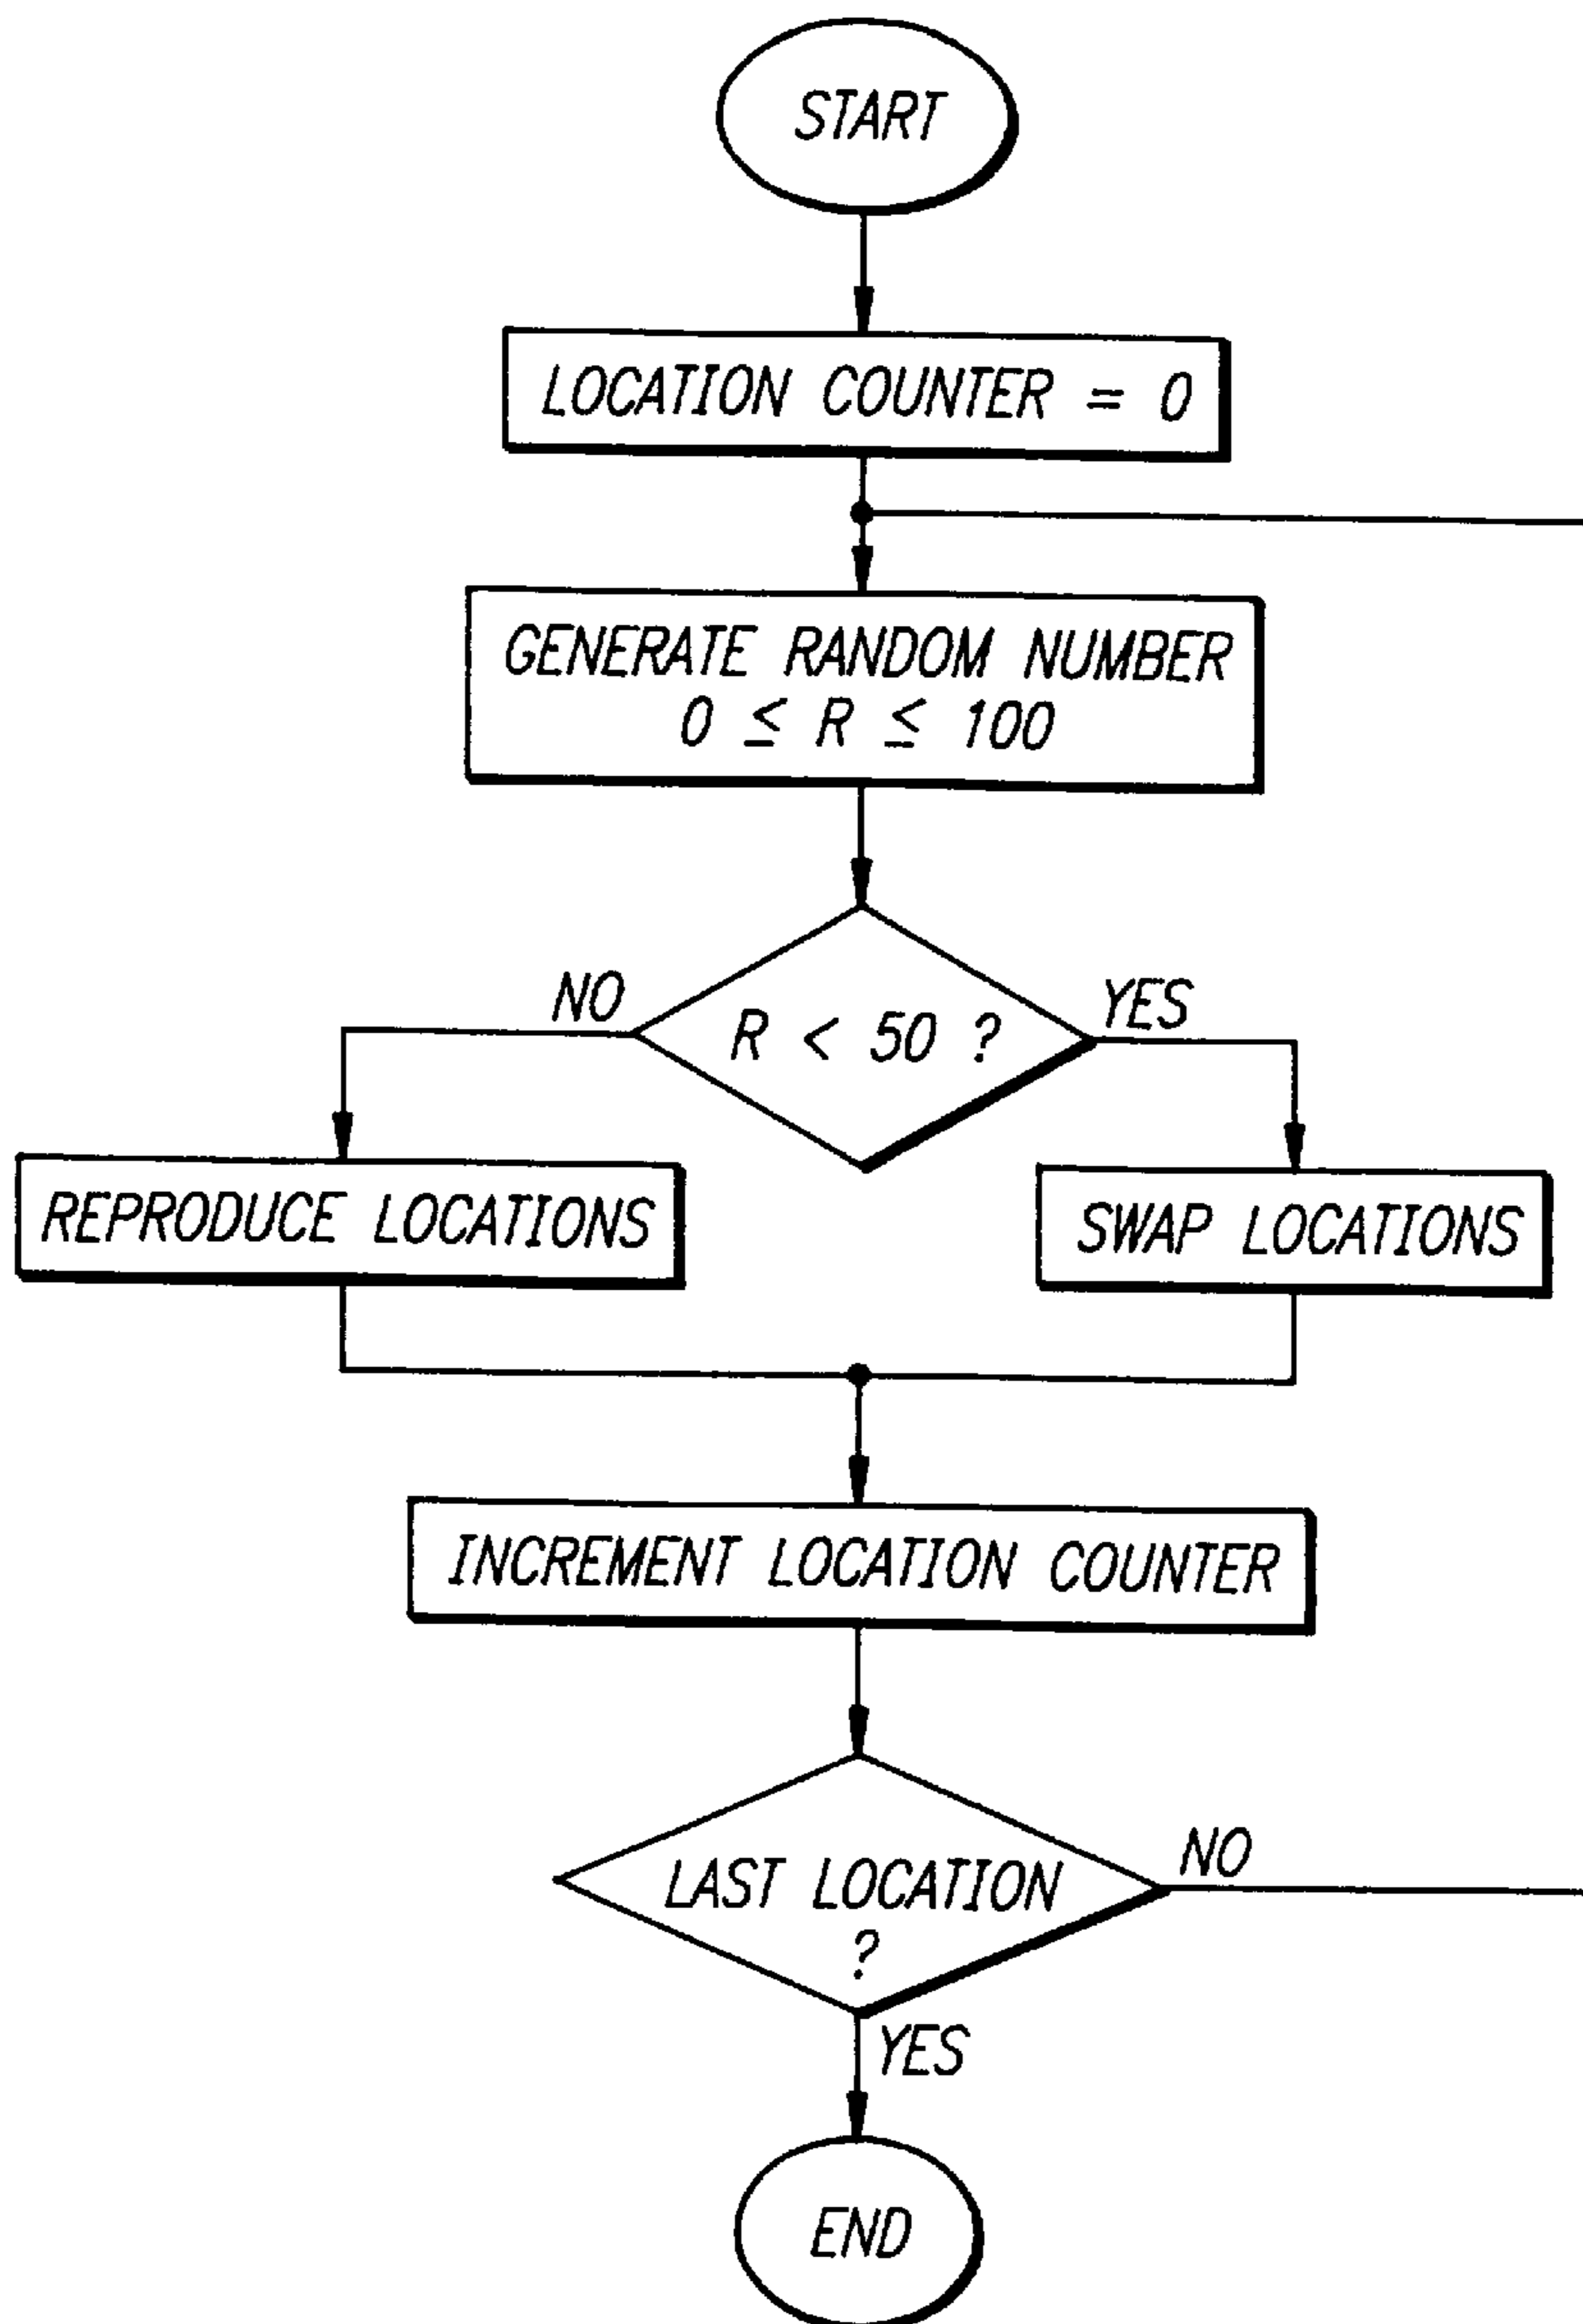 START
LOCATION COUNTER = 0
GENERATE RANDOM NUMBER
0 ≤ R ≤ 100
NO
YES
R < 50 ?
REPRODUCE LOCATIONS
SWAP LOCATIONS
INCREMENT LOCATION COUNTER
NO
LAST LOCATION
?
YES
END